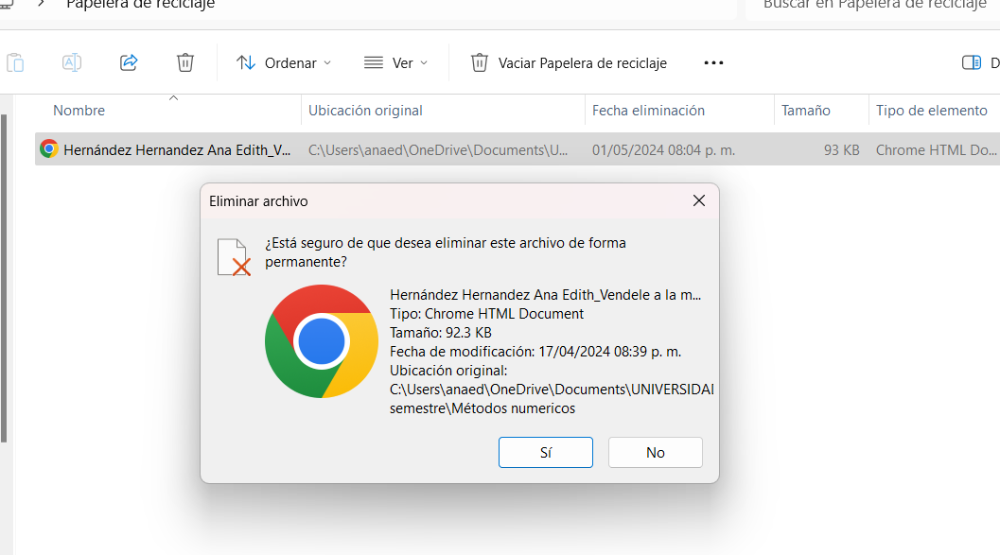 Papelera de reciclaje
Buscar en Papelera de reciclaje
A
Ordenar
Ver
Vaciar Papelera de reciclaje
D
Nombre
Ubicación original
Fecha eliminación
Tamaño
Tipo de elemento
Hernández Hernandez Ana Edith_V...
C:\Users\anaed\OneDrive\Documents\U...
01/05/2024 08:04 p. m.
93 KB
Chrome HTML Do...
Eliminar archivo
¿Está seguro de que desea eliminar este archivo de forma
permanente?
Hernández Hernandez Ana Edith_Vendele a la m...
Tipo: Chrome HTML Document
Tamaño: 92.3 KB
Fecha de modificación: 17/04/2024 08:39 p. m.
Ubicación original:
C:\Users\anaed\OneDrive\Documents\UNIVERSIDA
semestre\Métodos numericos
Sí
No